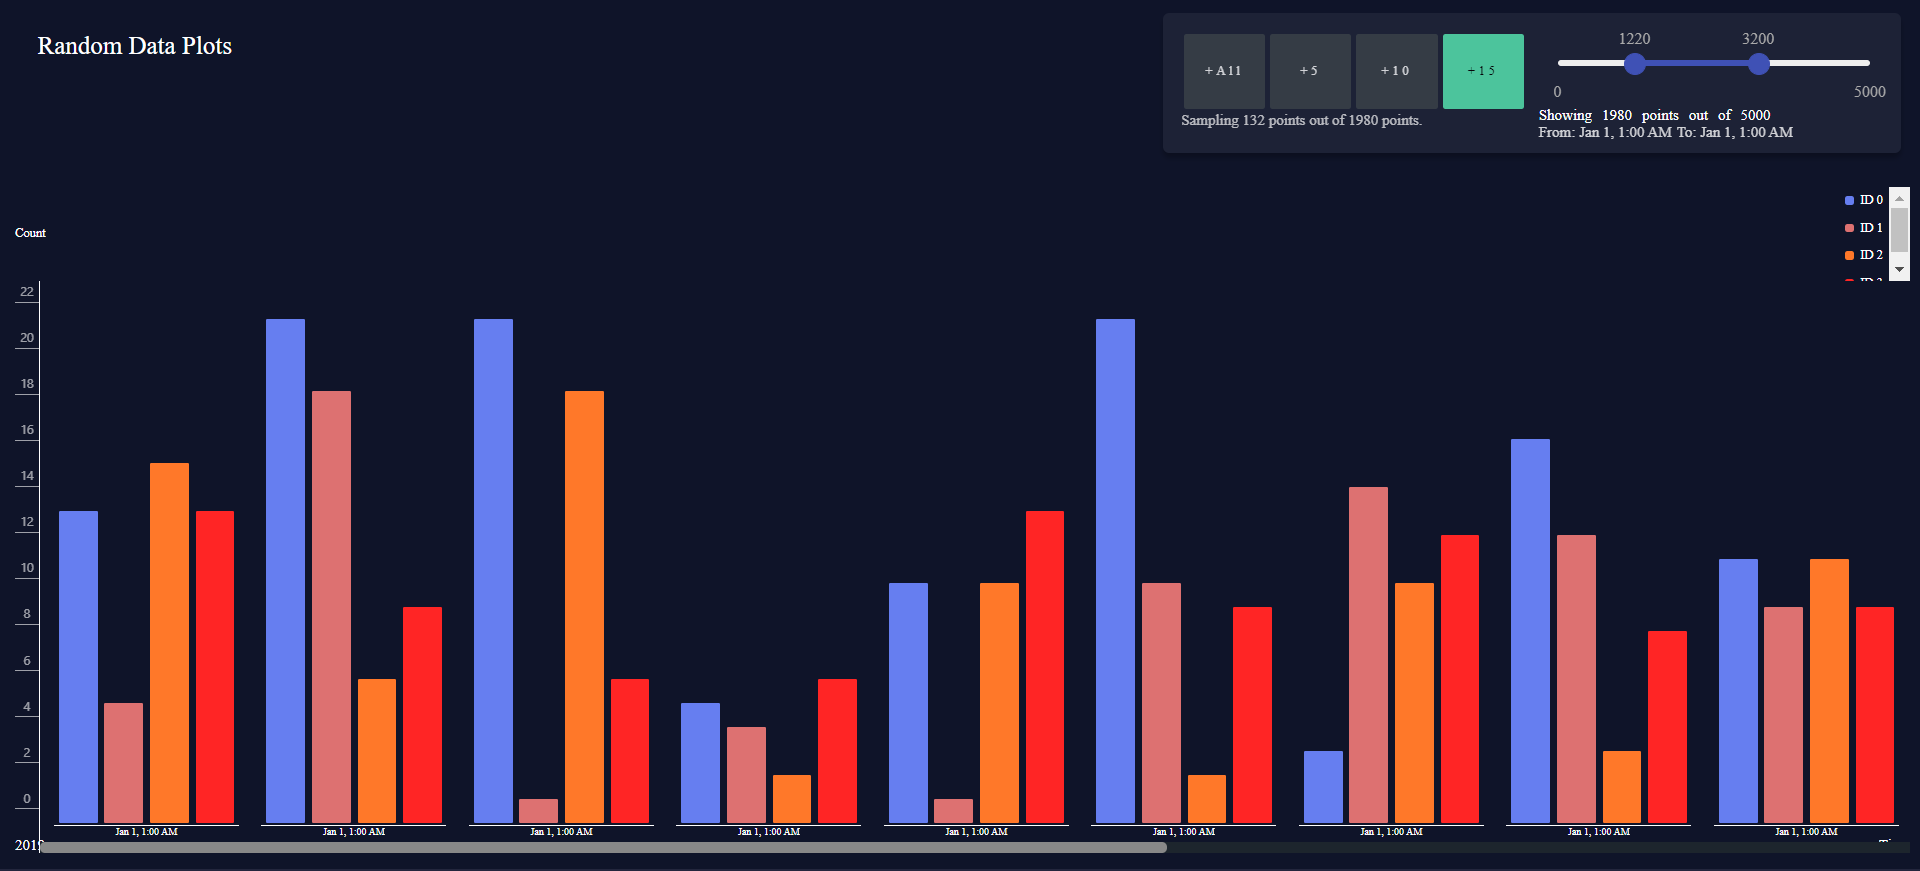 Random Data Plots
+ All
+ 5
+ 10
+ 15
Sampling 132 points out of 1980 points.
1220
3200
0
5000
Showing 1980 points out of 5000
From: Jan 1, 1:00 AM To: Jan 1, 1:00 AM
ID 0
ID 1
ID 2
Count
22
20
18
16
14
12
10
8
6
4
2
0
Jan 1, 1:00 AM
Jan 1, 1:00 AM
Jan 1, 1:00 AM
Jan 1, 1:00 AM
Jan 1, 1:00 AM
Jan 1, 1:00 AM
Jan 1, 1:00 AM
Jan 1, 1:00 AM
Jan 1, 1:00 AM